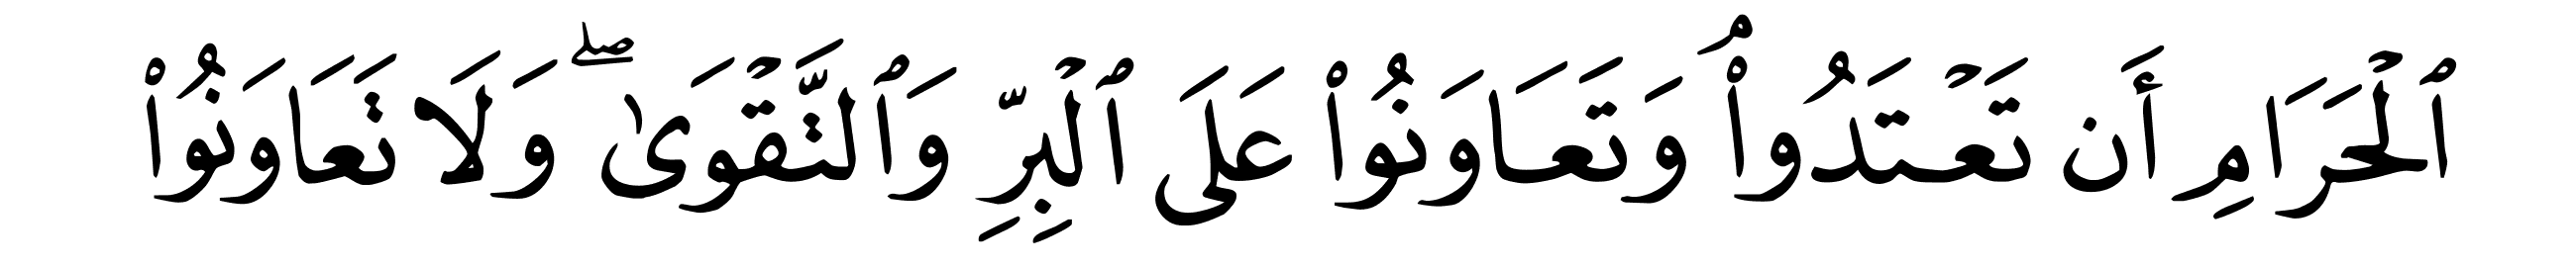 ٱلۡحَرَامِ أَن تَعۡتَدُواْۘ وَتَعَاوَنُواْ عَلَى ٱلۡبِرِّ وَٱلتَّقۡوَىٰۖ وَلَا تَعَاوَنُواْ